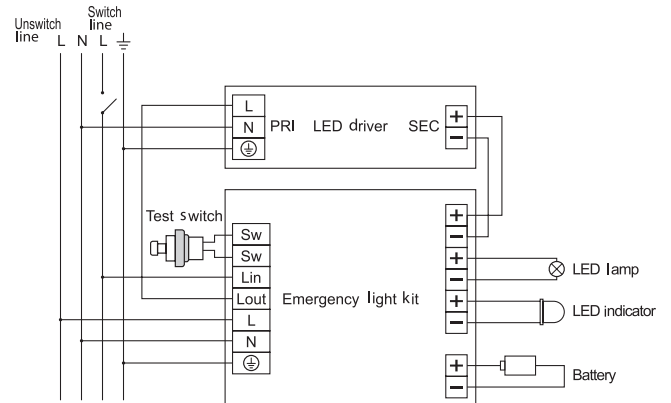 Unswitch line
Switch line
L N L
L
N PRI LED driver SEC
+
−
Test switch
Sw
Sw
Lin
Lout Emergency light kit
L
N
+
−
+
−
LED lamp
+
−
LED indicator
+
−
Battery